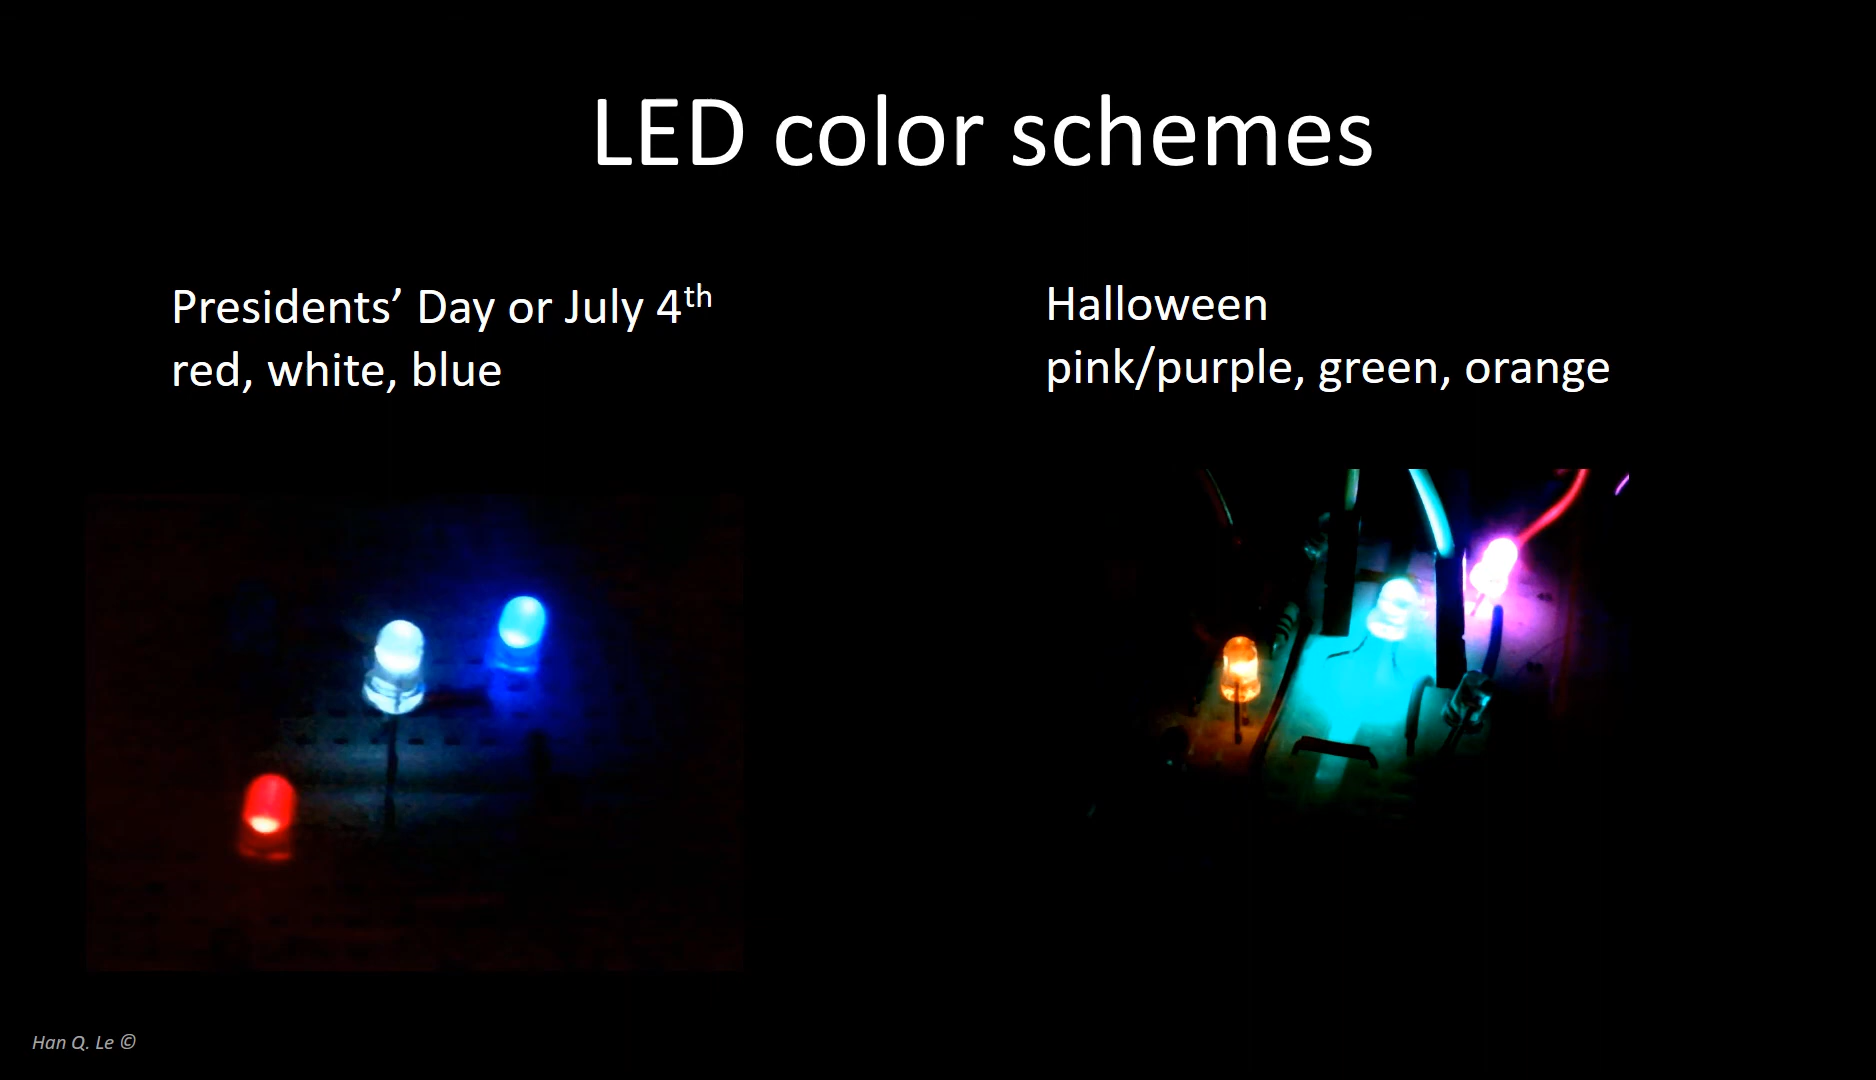 LED color schemes
Presidents’ Day or July 4th
red, white, blue
Halloween
pink/purple, green, orange
Han Q. Le ©